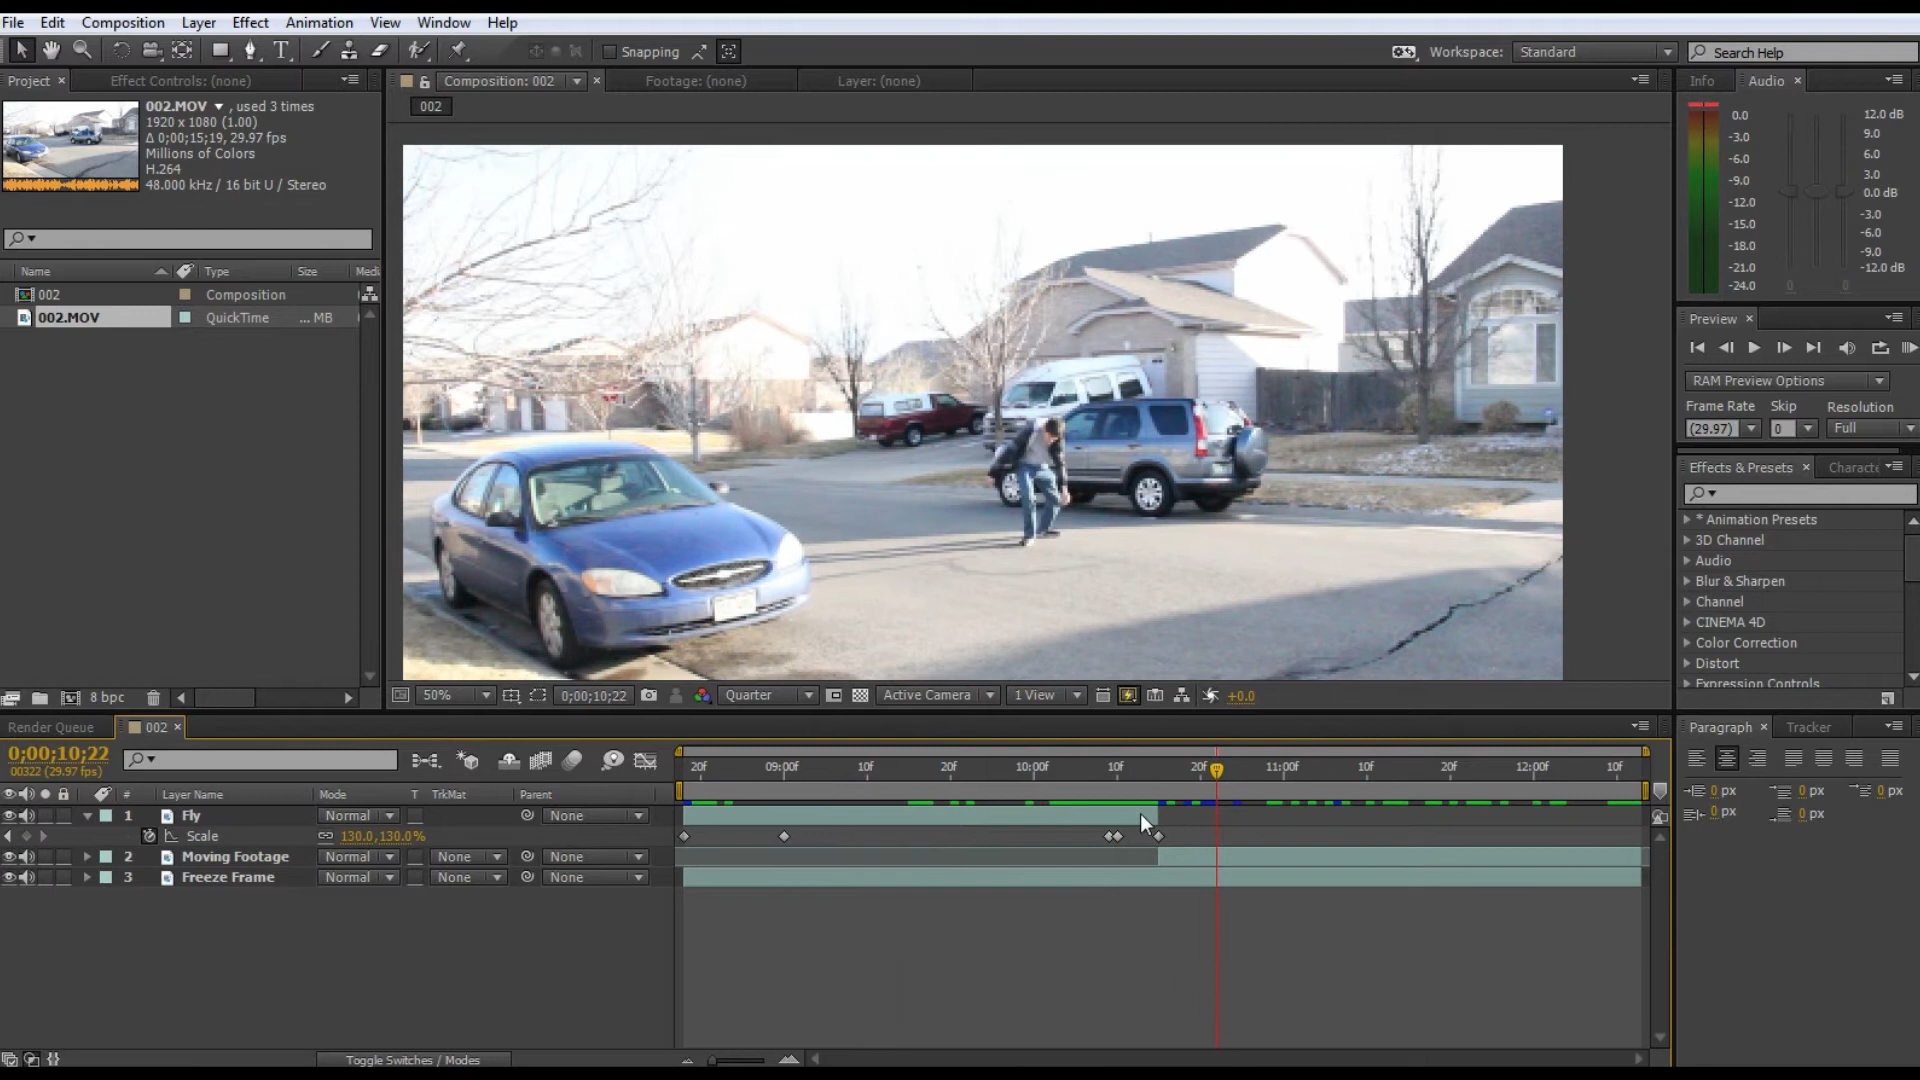 File Edit Composition Layer Effect Animation View Window Help
Snapping Workspace: Standard Search Help
Project × Effect Controls: (none)
Composition: 002 × Footage: (none) Layer: (none)
Info Audio ×
002.MOV , used 3 times
1920 x 1080 (1.00)
Δ 0;00;15;19, 29.97 fps
Millions of Colors
H.264
48.000 kHz / 16 bit U / Stereo
002
0.0
-3.0
-6.0
-9.0
-12.0
-15.0
-18.0
-21.0
-24.0
12.0 dB
9.0
6.0
3.0
0.0 dB
-3.0
-6.0
-9.0
-12.0 dB
0 0
Name Type Size Medi
002 Composition
002.MOV QuickTime ... MB
Preview ×
RAM Preview Options
Frame Rate Skip Resolution
(29.97) 0 Full
Effects & Presets × Characte
* Animation Presets
3D Channel
Audio
Blur & Sharpen
Channel
CINEMA 4D
Color Correction
Distort
Expression Controls
8 bpc
50% 0;00;10;22 Quarter Active Camera 1 View +0.0
Render Queue 002 ×
0;00;10;22
00322 (29.97 fps)
20f 09:00f 10f 20f 10:00f 10f 20f 11:00f 10f 20f 12:00f 10f
# Layer Name Mode T TrkMat Parent
1 Fly Normal None
Scale 130.0,130.0%
2 Moving Footage Normal None None
3 Freeze Frame Normal None None
Toggle Switches / Modes
Paragraph × Tracker
0 px 0 px 0 px
0 px 0 px